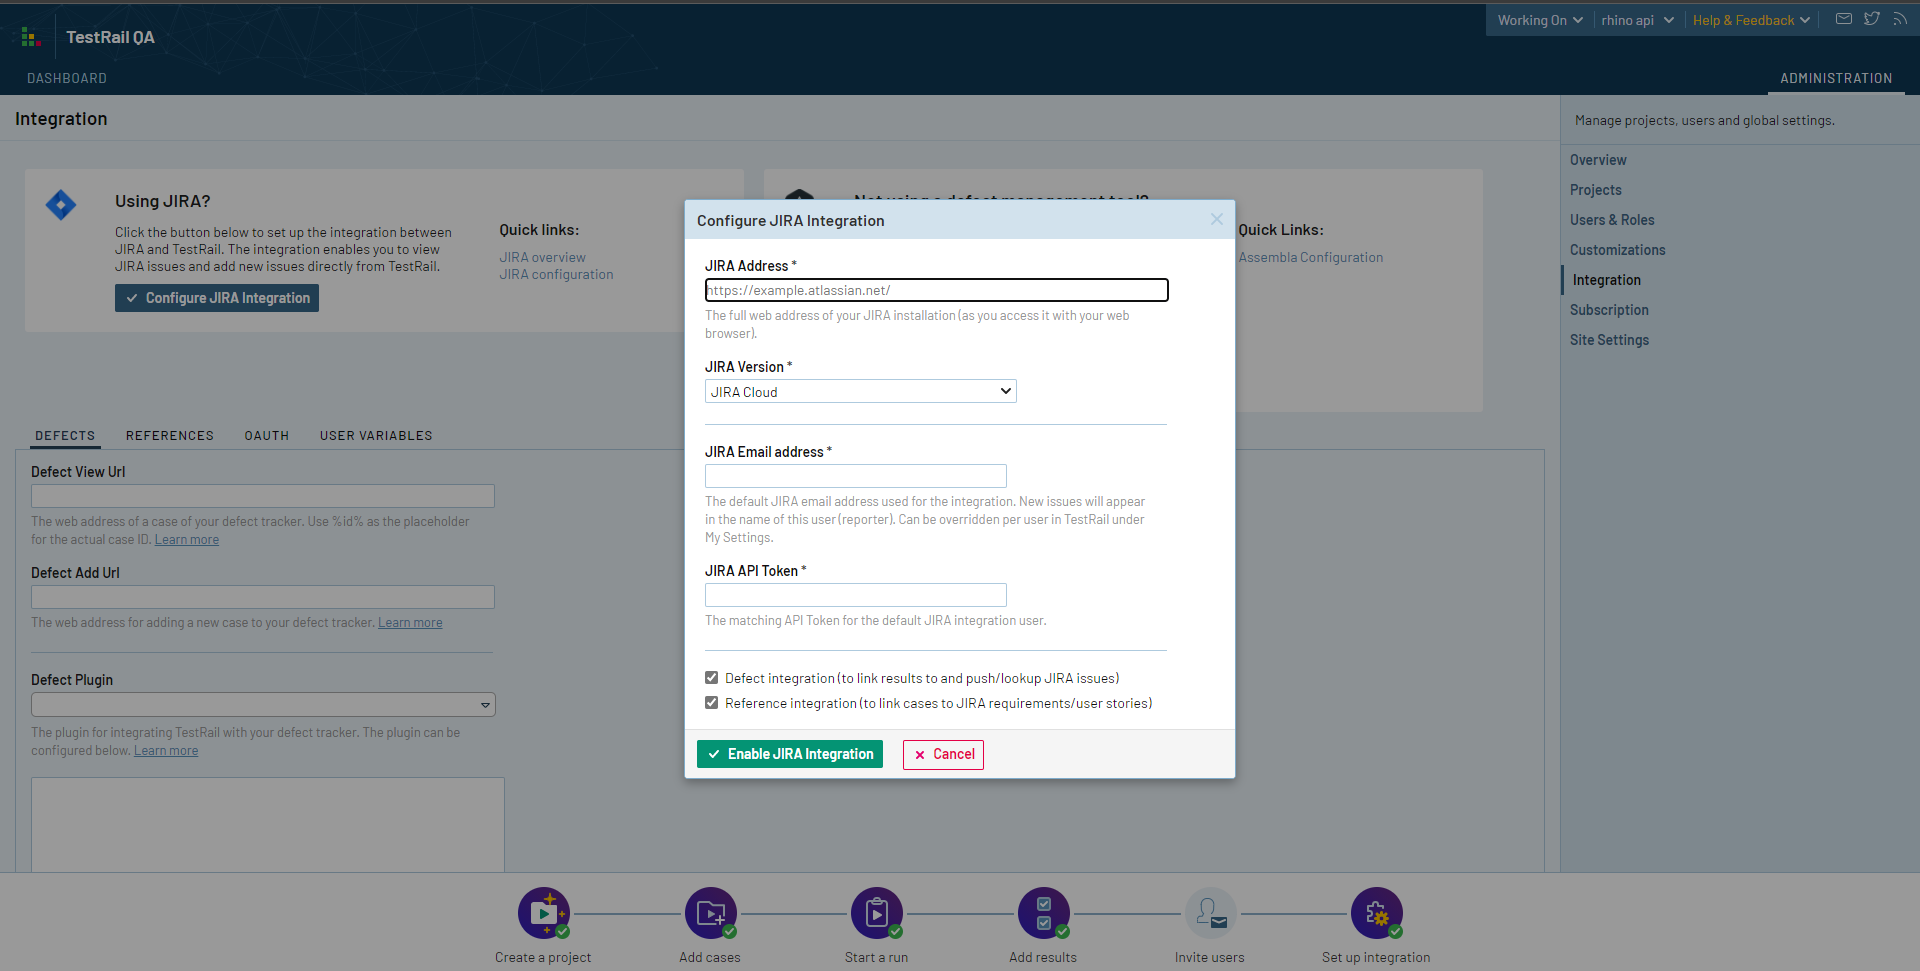 TestRail QA
Working On
rhino api
Help & Feedback
DASHBOARD
ADMINISTRATION
Integration
Manage projects, users and global settings.
Overview
Projects
Users & Roles
Customizations
Integration
Subscription
Site Settings
Using JIRA?
Click the button below to set up the integration between
JIRA and TestRail. The integration enables you to view
JIRA issues and add new issues directly from TestRail.
Configure JIRA Integration
Quick links:
JIRA overview
JIRA configuration
Not using a defect management tool?
Quick Links:
Assembla Configuration
Configure JIRA Integration
JIRA Address *
https://example.atlassian.net/
The full web address of your JIRA installation (as you access it with your web
browser).
JIRA Version *
JIRA Cloud
JIRA Email address *
The default JIRA email address used for the integration. New issues will appear
in the name of this user (reporter). Can be overridden per user in TestRail under
My Settings.
JIRA API Token *
The matching API Token for the default JIRA integration user.
Defect integration (to link results to and push/lookup JIRA issues)
Reference integration (to link cases to JIRA requirements/user stories)
Enable JIRA Integration
Cancel
DEFECTS
REFERENCES
OAUTH
USER VARIABLES
Defect View Url
The web address of a case of your defect tracker. Use %id% as the placeholder
for the actual case ID. Learn more
Defect Add Url
The web address for adding a new case to your defect tracker. Learn more
Defect Plugin
The plugin for integrating TestRail with your defect tracker. The plugin can be
configured below. Learn more
Create a project
Add cases
Start a run
Add results
Invite users
Set up integration